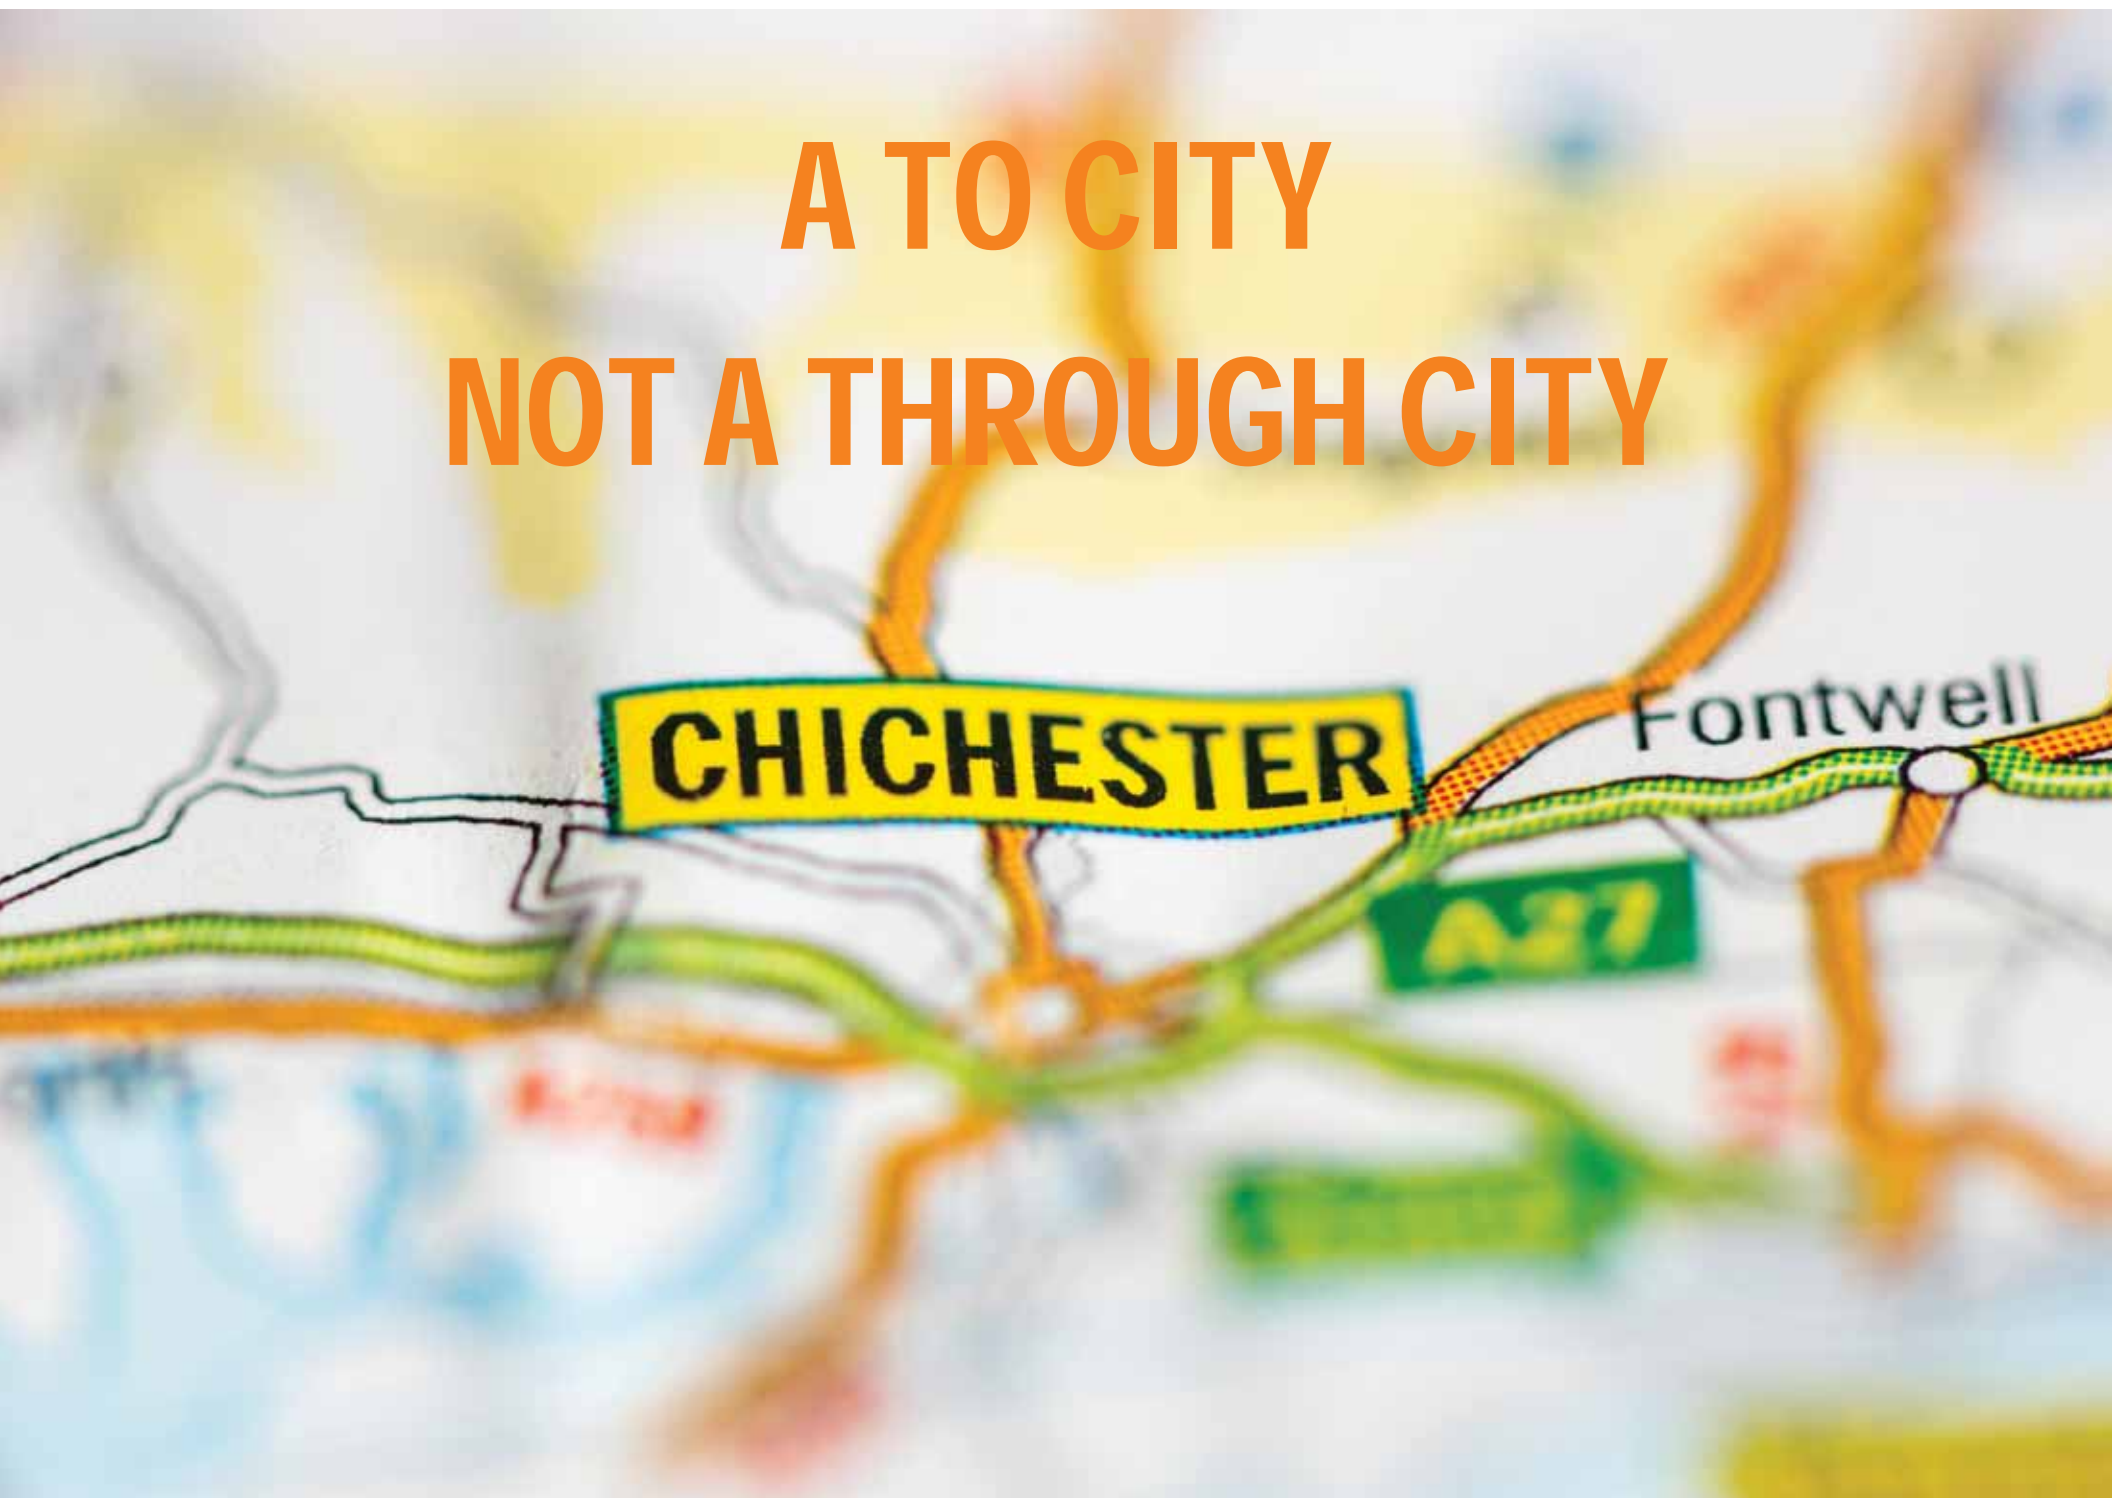 A TO CITY
NOT A THROUGH CITY
CHICHESTER
Fontwell
A27